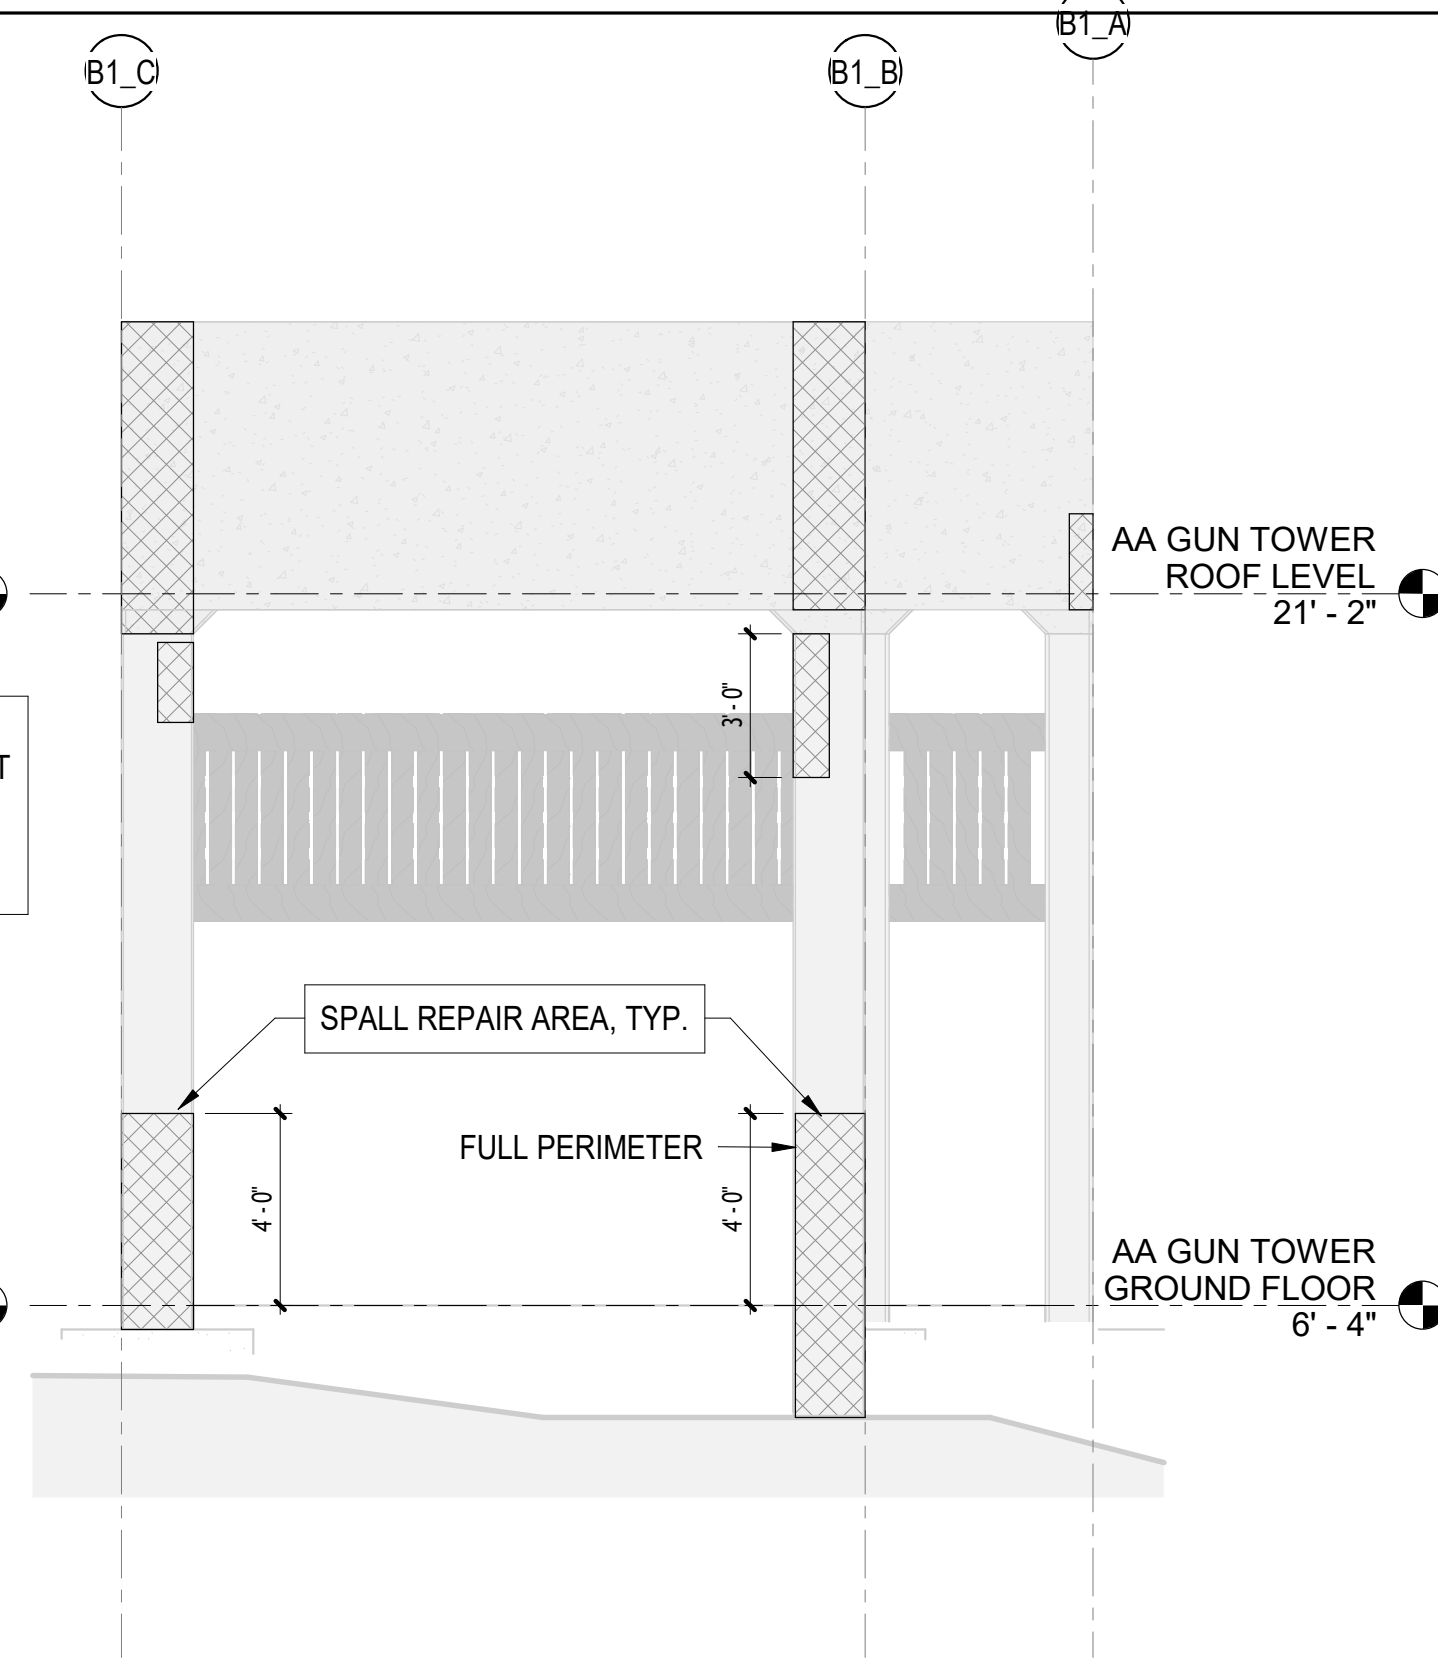 B1_C
B1_B
B1_A
AA GUN TOWER
ROOF LEVEL
21' - 2"
3'-0"
T
SPALL REPAIR AREA, TYP.
FULL PERIMETER
4'-0"
4'-0"
AA GUN TOWER
GROUND FLOOR
6' - 4"